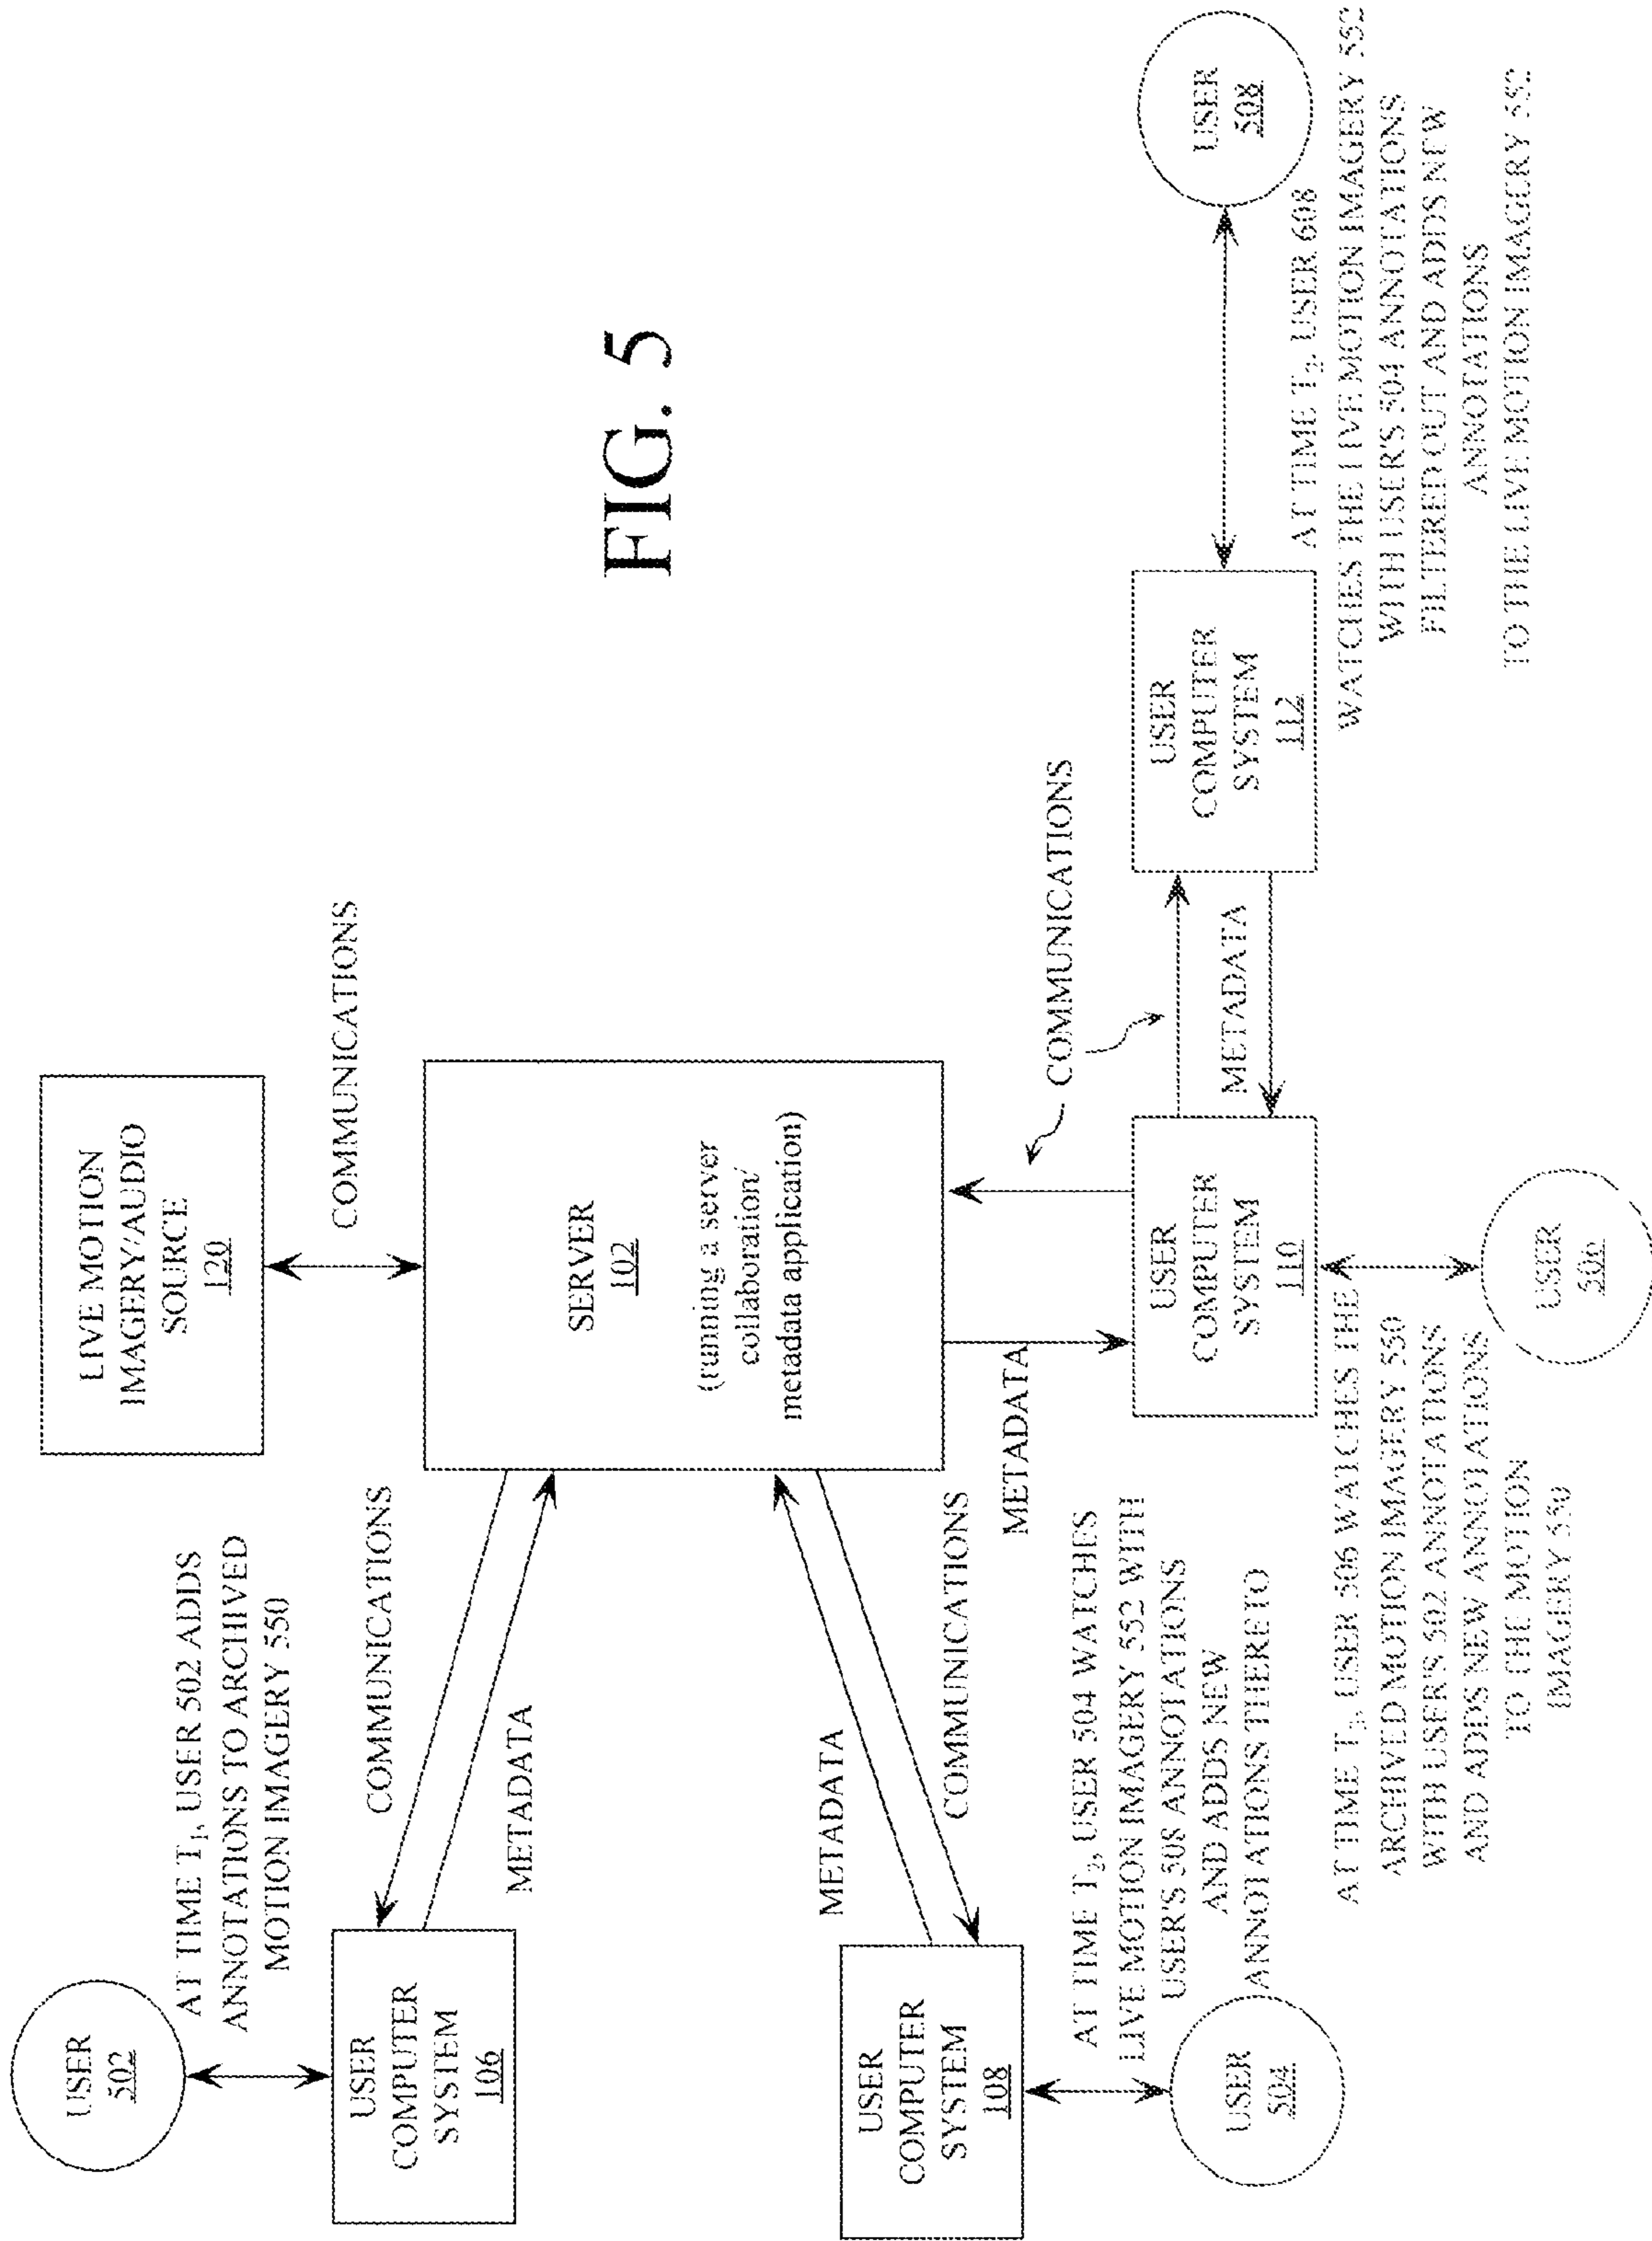 USER
502
AT TIME T1, USER 502 ADDS
ANNOTATIONS TO ARCHIVED
MOTION IMAGERY 550
USER
COMPUTER
SYSTEM
106
COMMUNICATIONS
METADATA
LIVE MOTION
IMAGERY/AUDIO
SOURCE
120
COMMUNICATIONS
SERVER
102
(running a server
collaboration/
metadata application)
FIG. 5
METADATA
COMMUNICATIONS
USER
COMPUTER
SYSTEM
108
AT TIME T2, USER 504 WATCHES
LIVE MOTION IMAGERY 552 WITH
USER'S 508 ANNOTATIONS
AND ADDS NEW
ANNOTATIONS THERETO
USER
504
METADATA
COMMUNICATIONS
USER
COMPUTER
SYSTEM
110
METADATA
USER
COMPUTER
SYSTEM
112
USER
508
AT TIME T3, USER 506 WATCHES THE
ARCHIVED MOTION IMAGERY 550
WITH USER'S 502 ANNOTATIONS
AND ADDS NEW ANNOTATIONS
TO THE MOTION
IMAGERY 550
USER
506
AT TIME T2, USER 608
WATCHES THE LIVE MOTION IMAGERY 552
WITH USER'S 504 ANNOTATIONS
FILTERED OUT AND ADDS NEW
ANNOTATIONS
TO THE LIVE MOTION IMAGERY 552